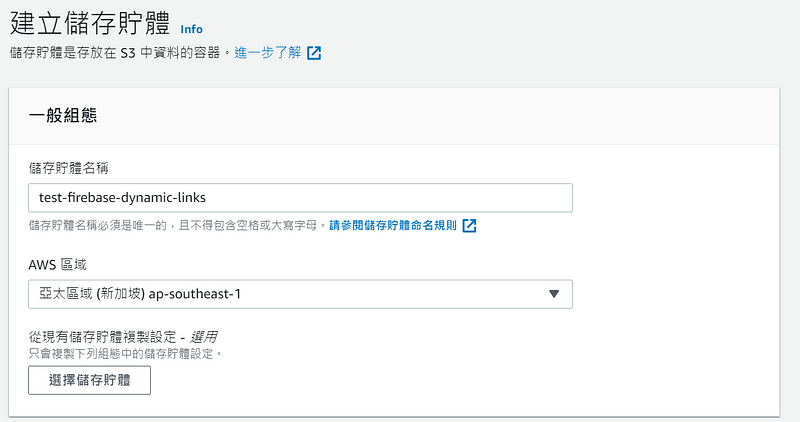 建立儲存貯體 Info
儲存貯體是存放在 S3 中資料的容器。進一步了解
一般組態
儲存貯體名稱
test-firebase-dynamic-links
儲存貯體名稱必須是唯一的，且不得包含空格或大寫字母。請參閱儲存貯體命名規則
AWS 區域
亞太區域 (新加坡) ap-southeast-1
從現有儲存貯體複製設定 - 選用
只會複製下列組態中的儲存貯體設定。
選擇儲存貯體